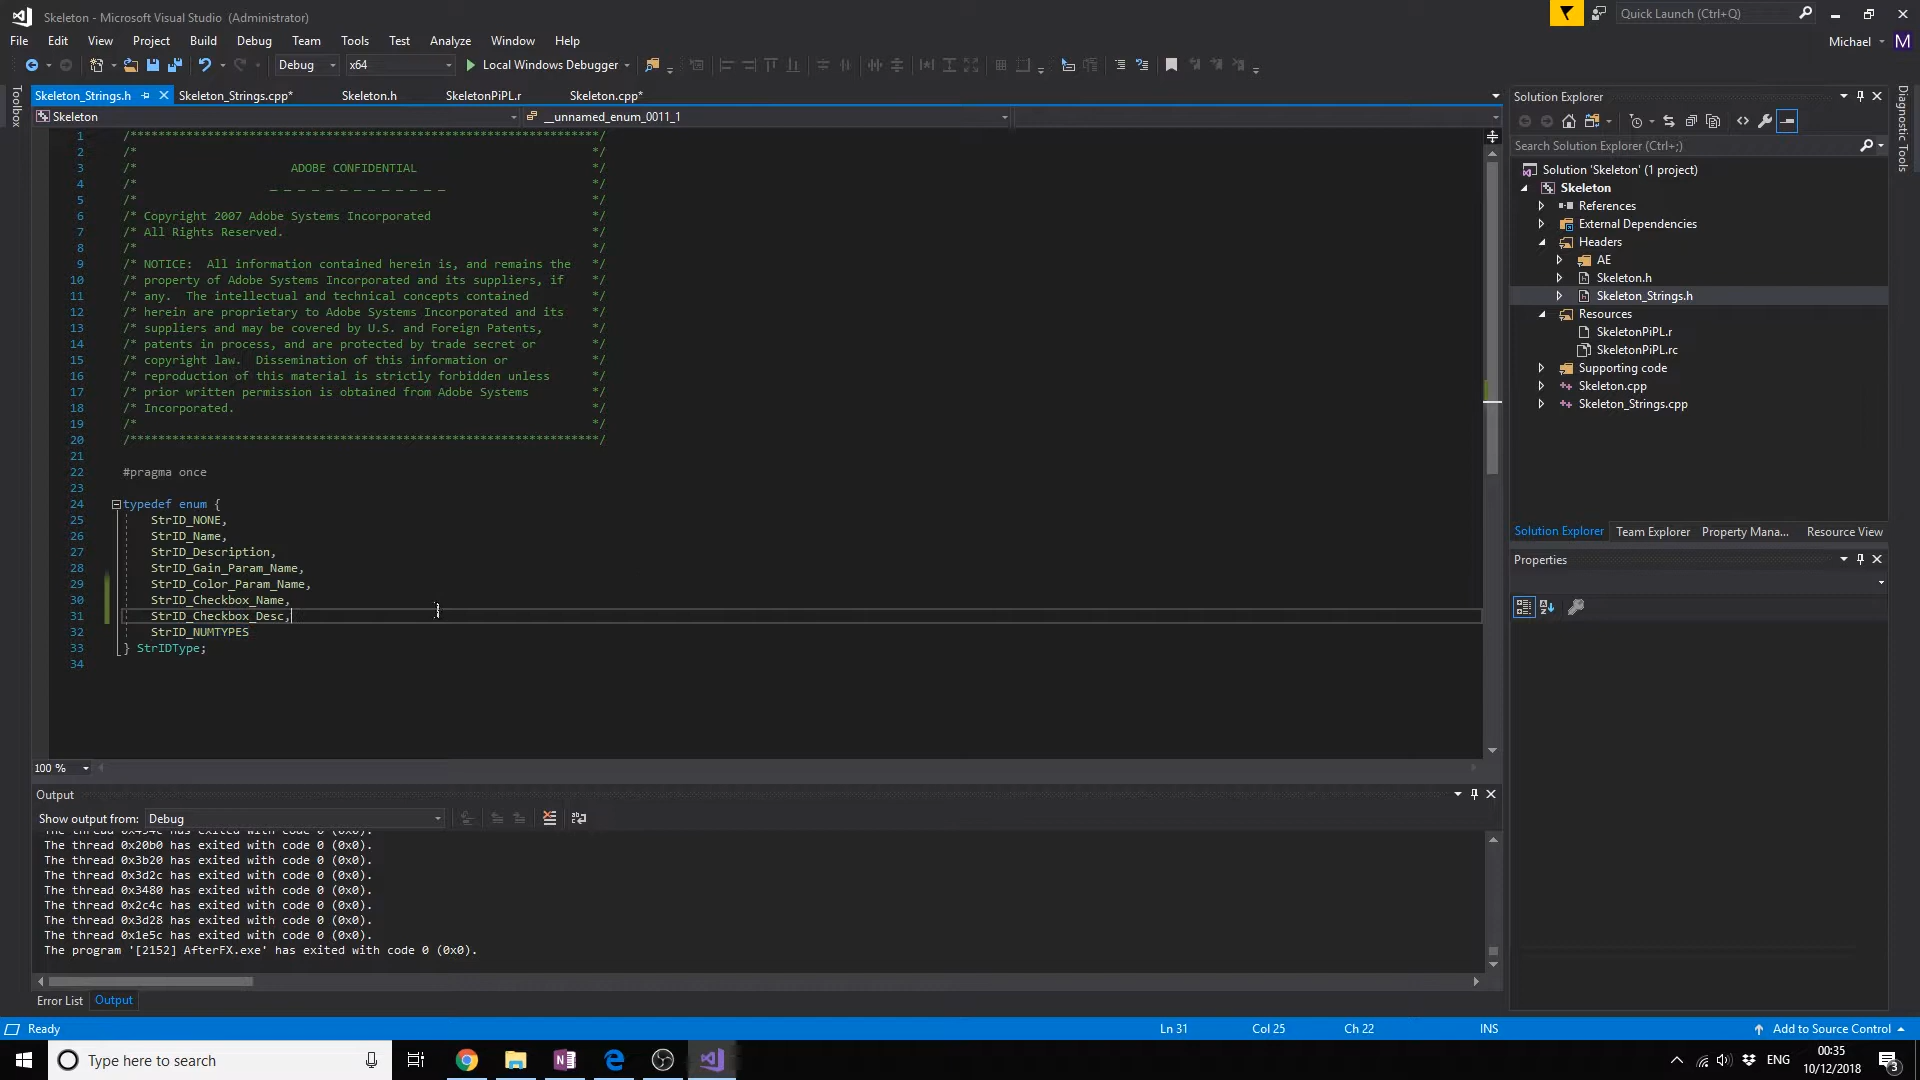 Skeleton - Microsoft Visual Studio (Administrator)
Quick Launch (Ctrl+Q)
File Edit View Project Build Debug Team Tools Test Analyze Window Help
Michael M
Debug x64 Local Windows Debugger
Skeleton_Strings.h Skeleton_Strings.cpp* Skeleton.h SkeletonPiPL.r Skeleton.cpp*
Toolbox
Skeleton __unnamed_enum_0011_1
1 /*******************************************************************/
2 /* */
3 /* ADOBE CONFIDENTIAL */
4 /* _ _ _ _ _ _ _ _ _ _ _ _ _ */
5 /* */
6 /* Copyright 2007 Adobe Systems Incorporated */
7 /* All Rights Reserved. */
8 /* */
9 /* NOTICE:  All information contained herein is, and remains the */
10 /* property of Adobe Systems Incorporated and its suppliers, if */
11 /* any.  The intellectual and technical concepts contained */
12 /* herein are proprietary to Adobe Systems Incorporated and its */
13 /* suppliers and may be covered by U.S. and Foreign Patents, */
14 /* patents in process, and are protected by trade secret or */
15 /* copyright law.  Dissemination of this information or */
16 /* reproduction of this material is strictly forbidden unless */
17 /* prior written permission is obtained from Adobe Systems */
18 /* Incorporated. */
19 /* */
20 /*******************************************************************/
21
22 #pragma once
23
24 typedef enum {
25 StrID_NONE,
26 StrID_Name,
27 StrID_Description,
28 StrID_Gain_Param_Name,
29 StrID_Color_Param_Name,
30 StrID_Checkbox_Name,
31 StrID_Checkbox_Desc,
32 StrID_NUMTYPES
33 } StrIDType;
34
100 %
Output
Show output from: Debug
The thread 0x494c has exited with code 0 (0x0).
The thread 0x20b0 has exited with code 0 (0x0).
The thread 0x3b20 has exited with code 0 (0x0).
The thread 0x3d2c has exited with code 0 (0x0).
The thread 0x3480 has exited with code 0 (0x0).
The thread 0x2c4c has exited with code 0 (0x0).
The thread 0x3d28 has exited with code 0 (0x0).
The thread 0x1e5c has exited with code 0 (0x0).
The program '[2152] AfterFX.exe' has exited with code 0 (0x0).
Error List Output
Solution Explorer
Search Solution Explorer (Ctrl+;)
Solution 'Skeleton' (1 project)
Skeleton
References
External Dependencies
Headers
AE
Skeleton.h
Skeleton_Strings.h
Resources
SkeletonPiPL.r
SkeletonPiPL.rc
Supporting code
Skeleton.cpp
Skeleton_Strings.cpp
Solution Explorer Team Explorer Property Mana... Resource View
Properties
Diagnostic Tools
Ready Ln 31 Col 25 Ch 22 INS Add to Source Control
Type here to search
ENG
00:35
10/12/2018
3